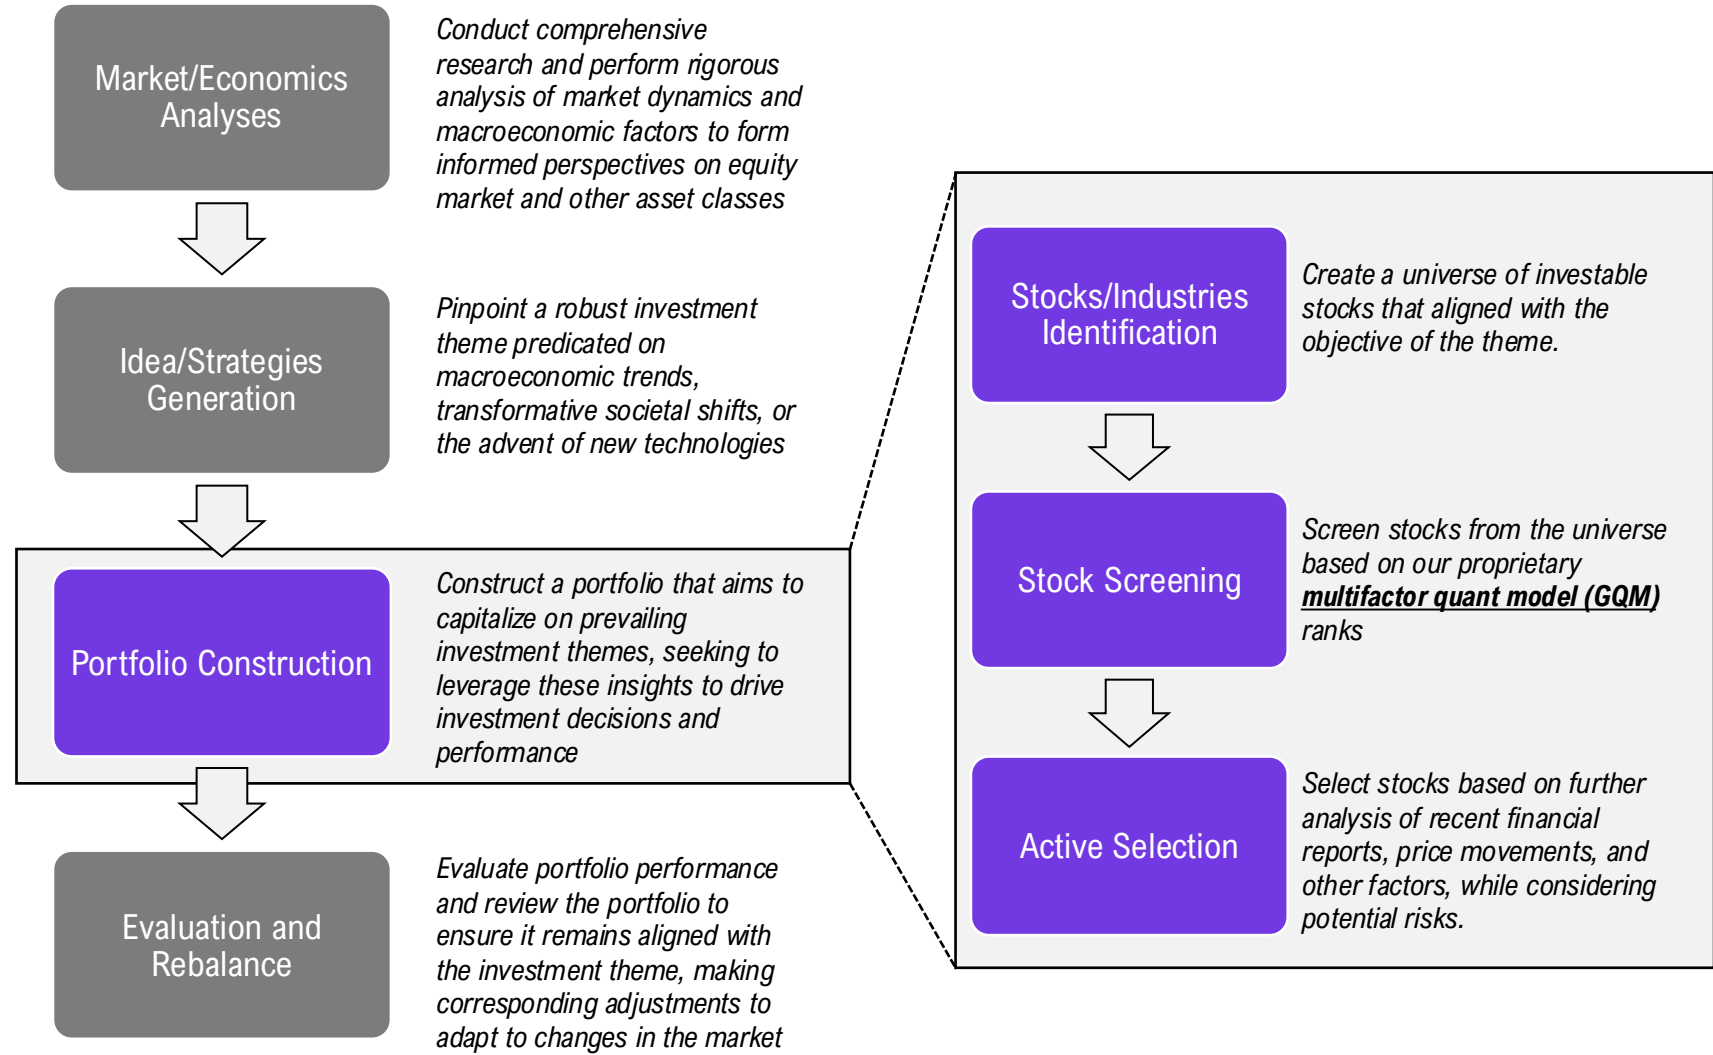 Market/Economics
Analyses
Conduct comprehensive
research and perform rigorous
analysis of market dynamics and
macroeconomic factors to form
informed perspectives on equity
market and other asset classes
Idea/Strategies
Generation
Pinpoint a robust investment
theme predicated on
macroeconomic trends,
transformative societal shifts, or
the advent of new technologies
Portfolio Construction
Construct a portfolio that aims to
capitalize on prevailing
investment themes, seeking to
leverage these insights to drive
investment decisions and
performance
Evaluation and
Rebalance
Evaluate portfolio performance
and review the portfolio to
ensure it remains aligned with
the investment theme, making
corresponding adjustments to
adapt to changes in the market
Stocks/Industries
Identification
Create a universe of investable
stocks that aligned with the
objective of the theme.
Stock Screening
Screen stocks from the universe
based on our proprietary
multifactor quant model (GQM)
ranks
Active Selection
Select stocks based on further
analysis of recent financial
reports, price movements, and
other factors, while considering
potential risks.